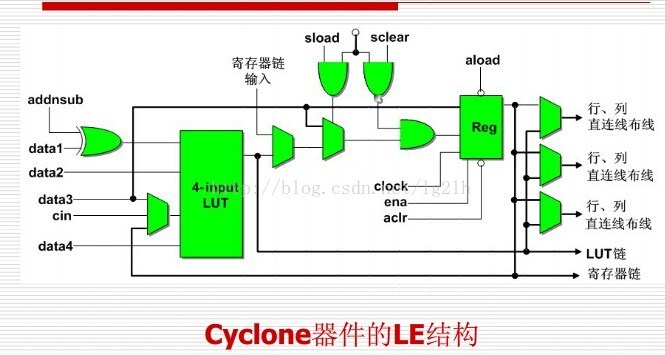 sload
sclear
寄存器链
输入
aload
addnsub
data1
data2
data3
cin
data4
4-input
LUT
Reg
clock
ena
aclr
行、列
直连线布线
行、列
直连线布线
行、列
直连线布线
LUT链
寄存器链
http://blog.csdn.net/lg2lh
Cyclone器件的LE结构